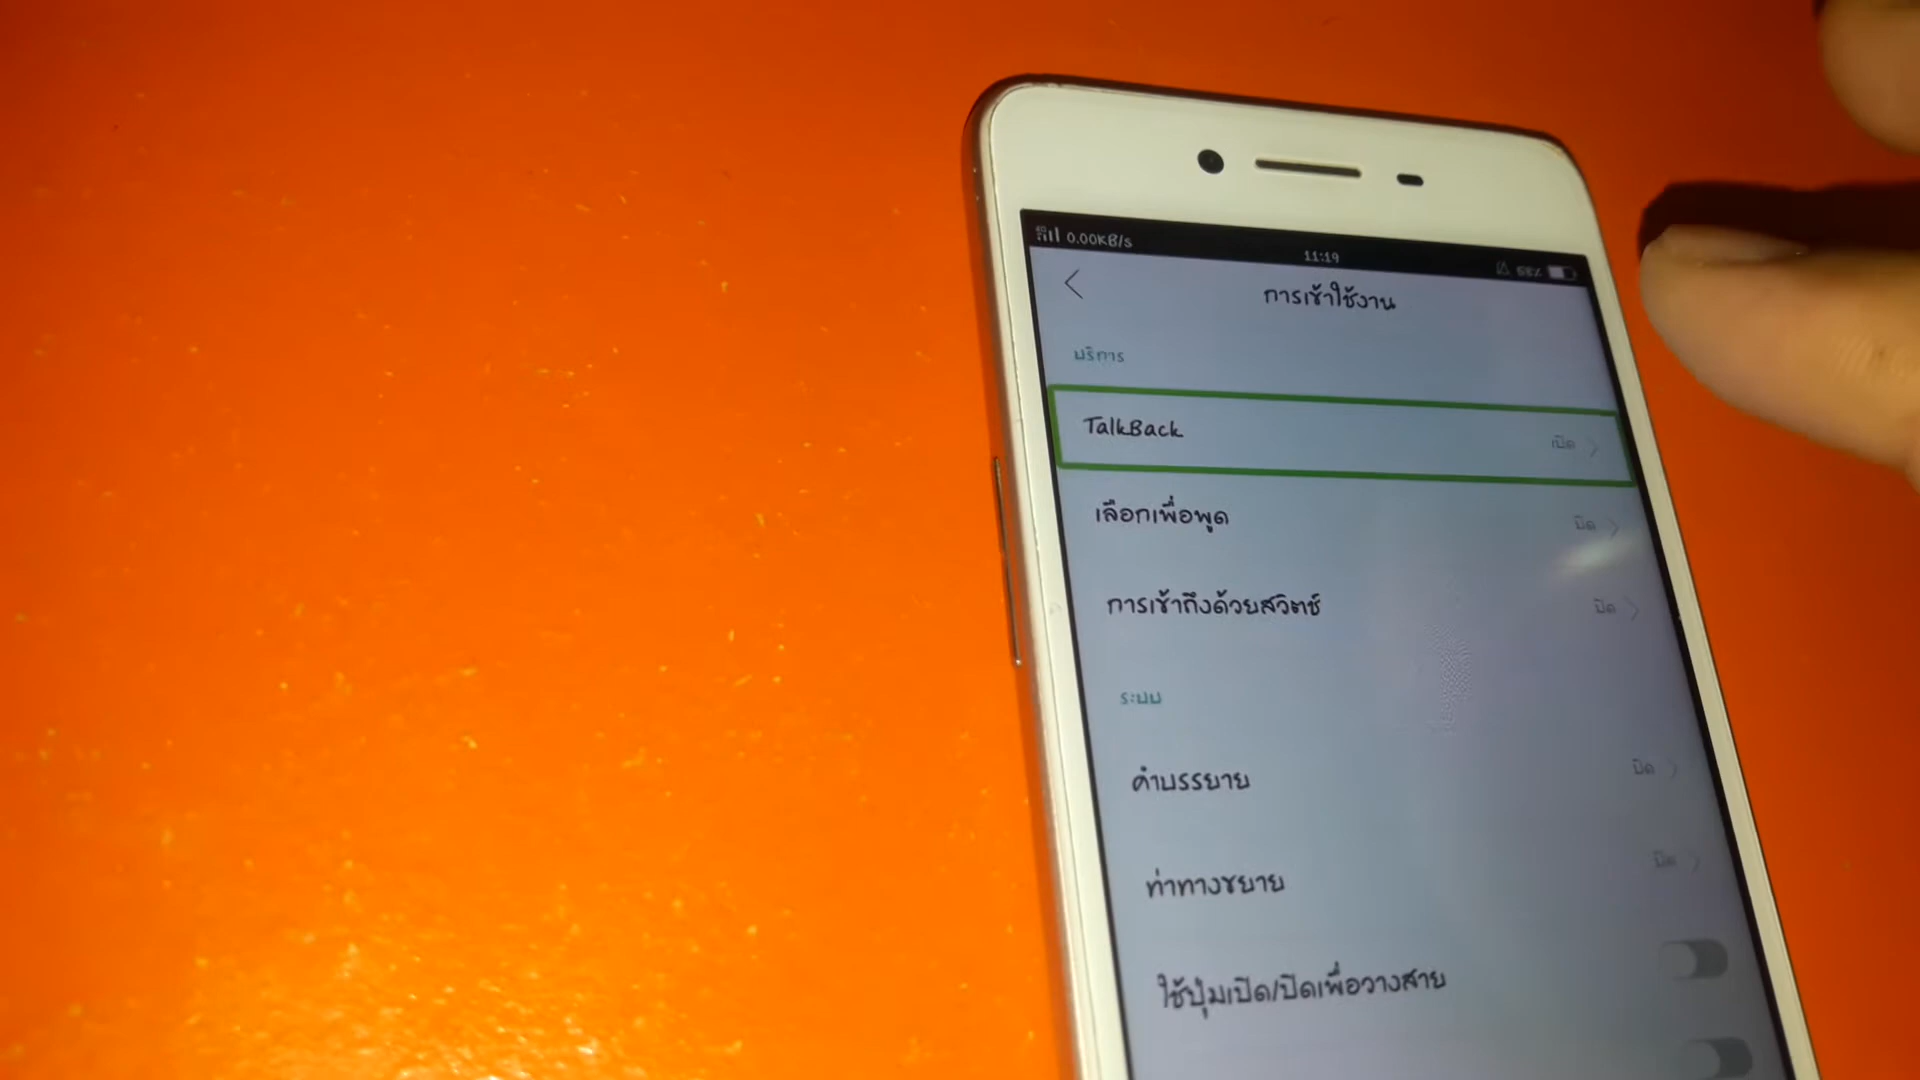 0.00KB/s
11:19
68%
การเข้าใช้งาน
บริการ
TalkBack
เปิด
เลือกเพื่อพูด
ปิด
การเข้าถึงด้วยสวิตช์
ปิด
ระบบ
คำบรรยาย
ปิด
ท่าทางขยาย
ปิด
ใช้ปุ่มเปิด/ปิดเพื่อวางสาย